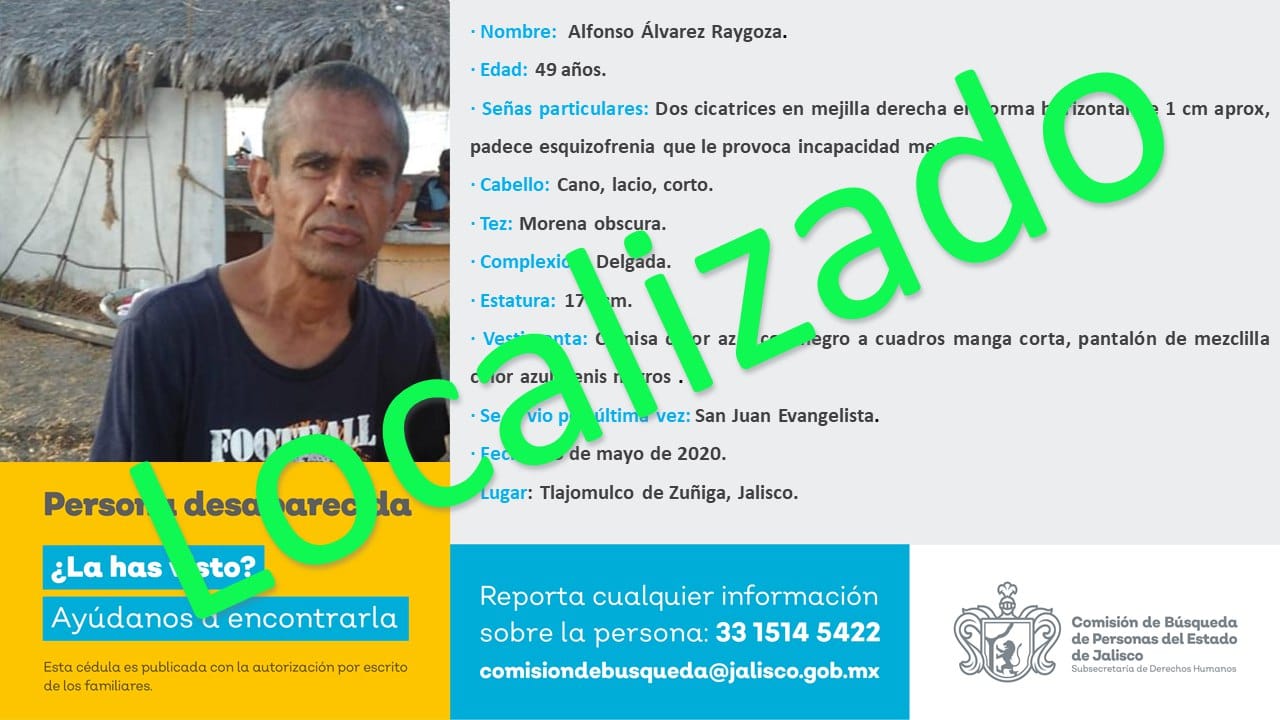 · Nombre: Alfonso Álvarez Raygoza.
· Edad: 49 años.
· Señas particulares: Dos cicatrices en mejilla derecha en forma horizontal de 1 cm aprox,
padece esquizofrenia que le provoca incapacidad
· Cabello: Cano, lacio, corto.
· Tez: Morena obscura.
· Complexión: Delgada.
· Estatura: cm.
· Vestimenta: Camisa color azul con negro a cuadros manga corta, pantalón de mezclilla
color azul, tenis negros .
· Se vio por última vez: San Juan Evangelista.
· Fecha: de mayo de 2020.
· Lugar: Tlajomulco de Zuñiga, Jalisco.
Localizado
FOOTBALL
Persona desaparecida
¿La has visto?
Ayúdanos a encontrarla
Esta cédula es publicada con la autorización por escrito
de los familiares.
Reporta cualquier información
sobre la persona: 33 1514 5422
comisiondebusqueda@jalisco.gob.mx
Comisión de Búsqueda
de Personas del Estado
de Jalisco
Subsecretaría de Derechos Humanos